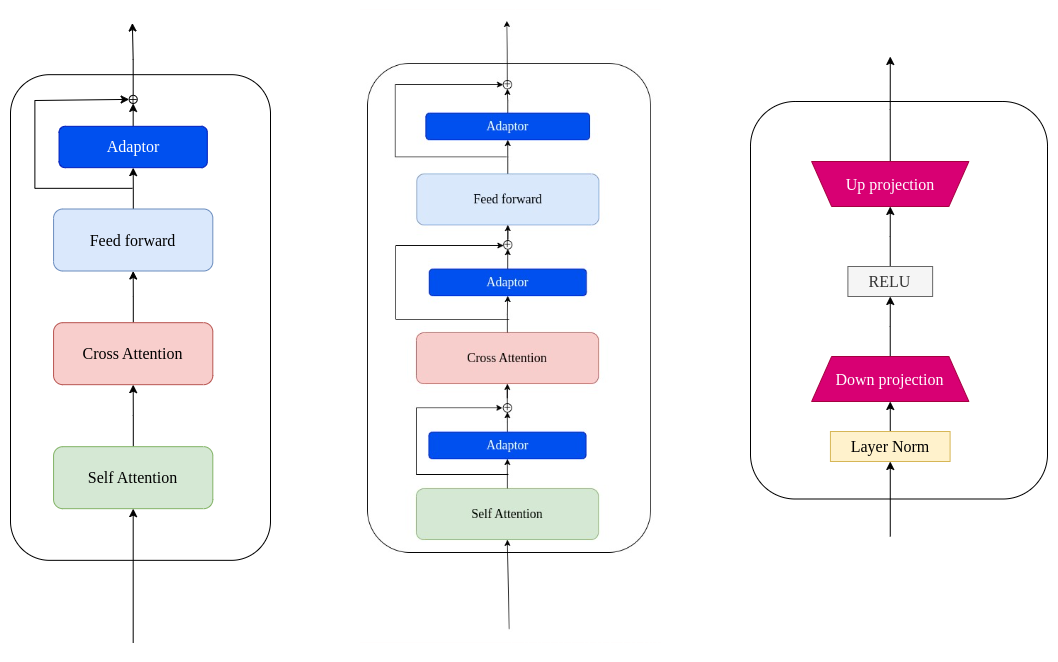 Adaptor
Feed forward
Cross Attention
Self Attention
Adaptor
Feed forward
Adaptor
Cross Attention
Adaptor
Self Attention
Up projection
RELU
Down projection
Layer Norm